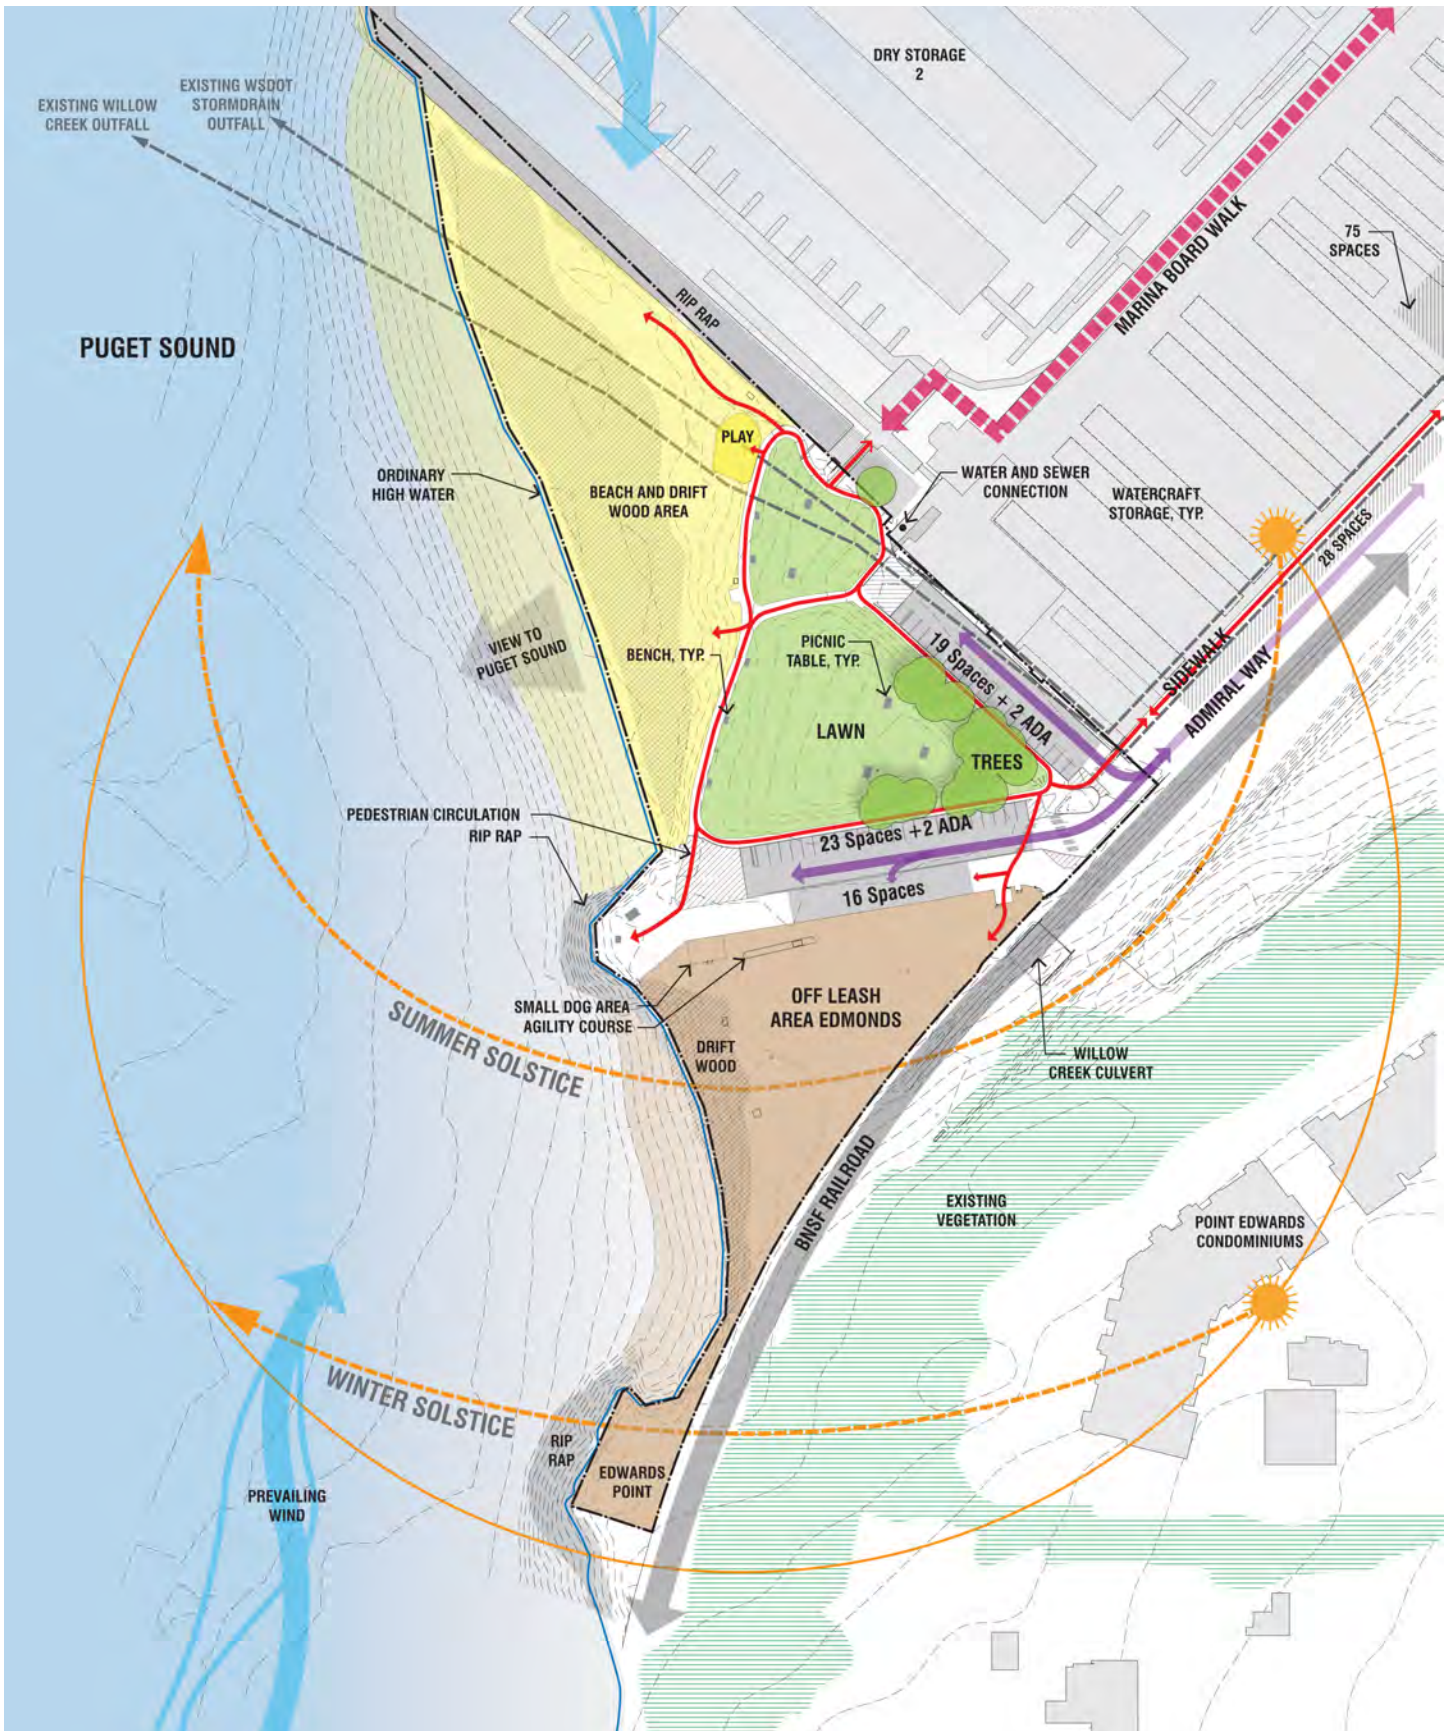 DRY STORAGE
2
EXISTING WSDOT
STORMDRAIN
OUTFALL
EXISTING WILLOW
CREEK OUTFALL
75
SPACES
MARINA BOARD WALK
RIP RAP
PUGET SOUND
PLAY
ORDINARY
HIGH WATER
BEACH AND DRIFT
WOOD AREA
WATER AND SEWER
CONNECTION
WATERCRAFT
STORAGE, TYP.
28 SPACES
VIEW TO
PUGET SOUND
BENCH, TYP.
PICNIC
TABLE, TYP.
19 Spaces + 2 ADA
SIDEWALK
ADMIRAL WAY
LAWN
TREES
PEDESTRIAN CIRCULATION
RIP RAP
23 Spaces +2 ADA
16 Spaces
SMALL DOG AREA
AGILITY COURSE
OFF LEASH
AREA EDMONDS
SUMMER SOLSTICE
DRIFT
WOOD
WILLOW
CREEK CULVERT
BNSF RAILROAD
EXISTING
VEGETATION
POINT EDWARDS
CONDOMINIUMS
WINTER SOLSTICE
RIP
RAP
EDWARDS
POINT
PREVAILING
WIND